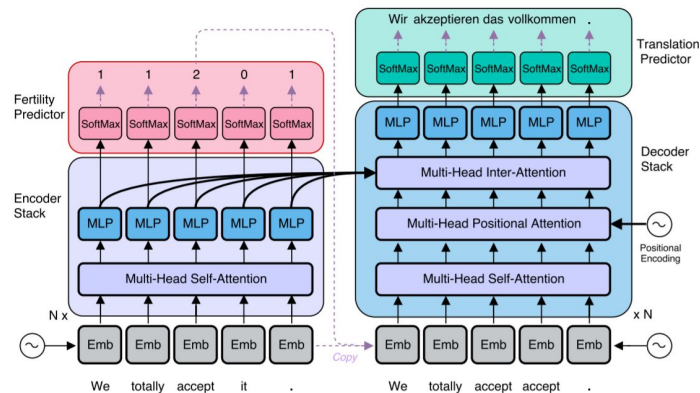 Wir akzeptieren das vollkommen .
SoftMax SoftMax SoftMax SoftMax SoftMax
Translation
Predictor
1 1 2 0 1
Fertility
Predictor
SoftMax SoftMax SoftMax SoftMax SoftMax
MLP MLP MLP MLP MLP
Decoder
Stack
Multi-Head Inter-Attention
Encoder
Stack
MLP MLP MLP MLP MLP
Multi-Head Positional Attention
Positional
Encoding
Multi-Head Self-Attention
Multi-Head Self-Attention
N x
x N
Emb Emb Emb Emb Emb
Copy
Emb Emb Emb Emb Emb
We totally accept it .
We totally accept accept .